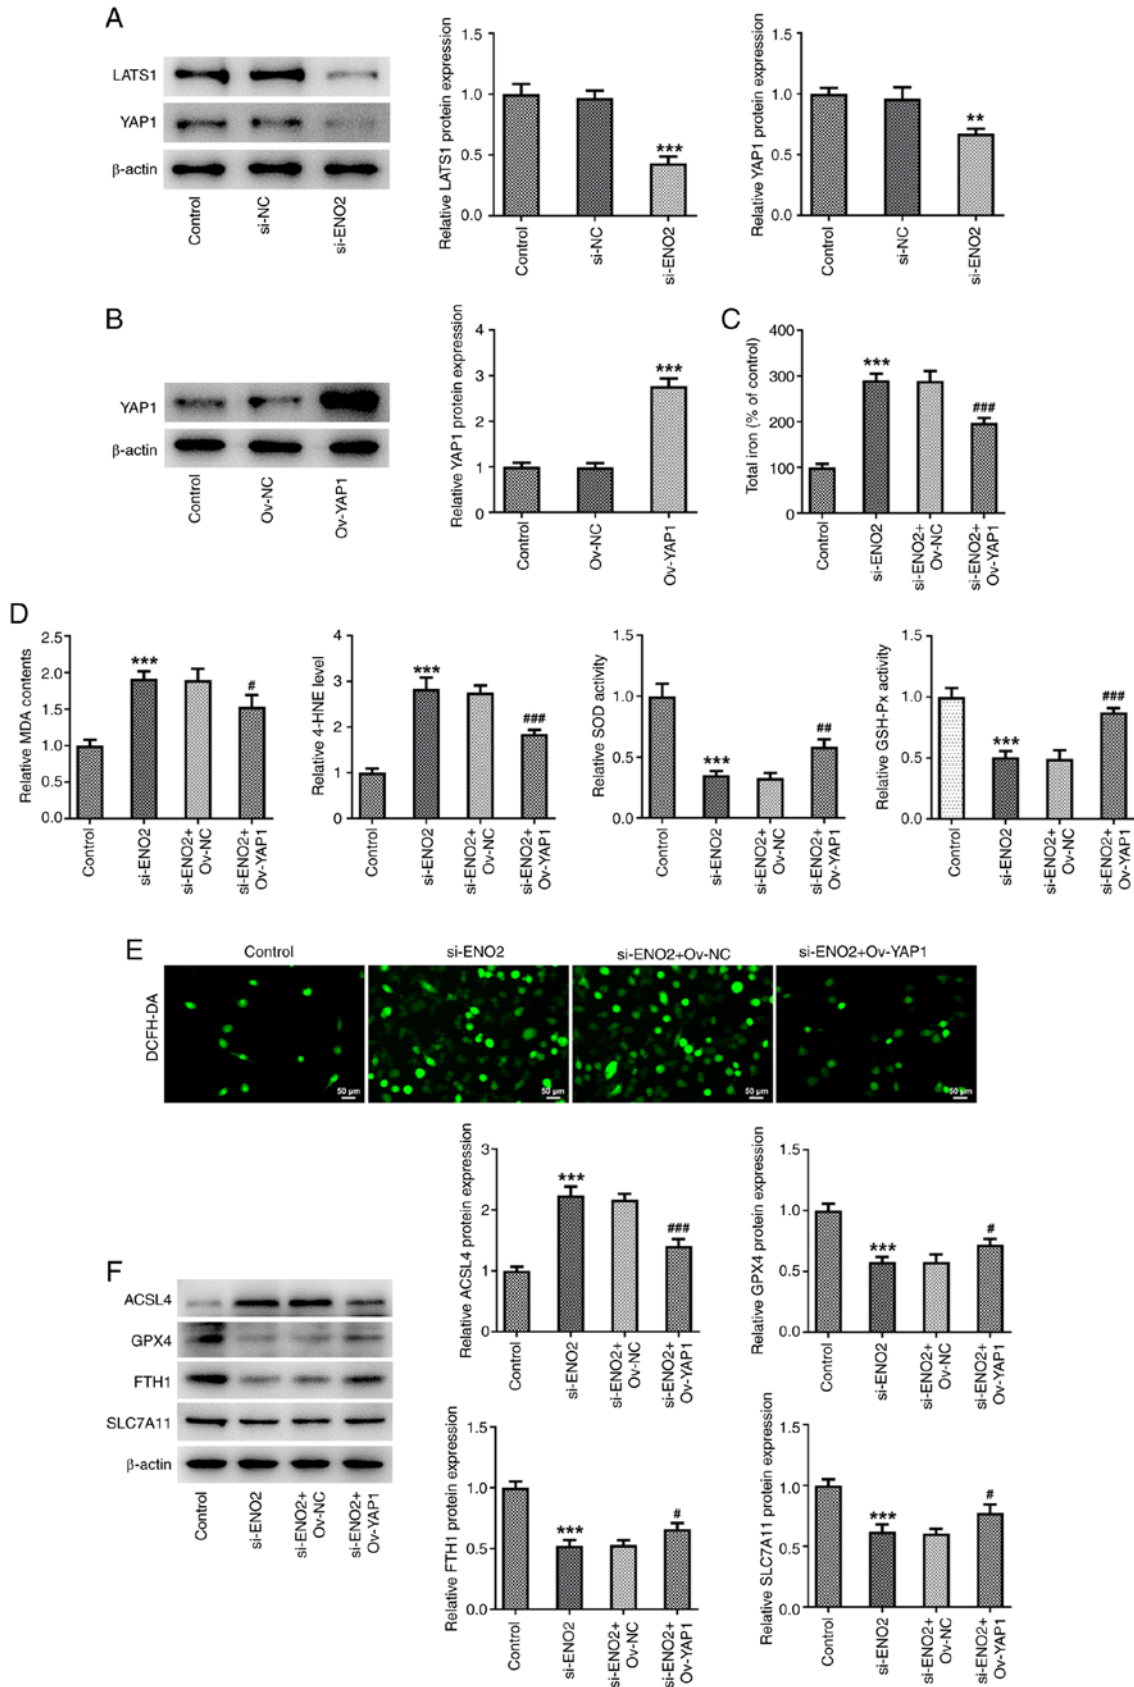 A
LATS1
YAP1
β-actin
Control
si-NC
si-ENO2
Relative LATS1 protein expression
1.5
1.0
0.5
0.0
***
Control
si-NC
si-ENO2
Relative YAP1 protein expression
1.5
1.0
0.5
0.0
**
Control
si-NC
si-ENO2
B
YAP1
β-actin
Control
Ov-NC
Ov-YAP1
Relative YAP1 protein expression
4
3
2
1
0
***
Control
Ov-NC
Ov-YAP1
C
Total iron (% of control)
400
300
200
100
0
***
###
Control
si-ENO2
si-ENO2+
Ov-NC
si-ENO2+
Ov-YAP1
D
Relative MDA contents
2.5
2.0
1.5
1.0
0.5
0.0
***
#
Control
si-ENO2
si-ENO2+
Ov-NC
si-ENO2+
Ov-YAP1
Relative 4-HNE level
4
3
2
1
0
***
###
Control
si-ENO2
si-ENO2+
Ov-NC
si-ENO2+
Ov-YAP1
Relative SOD activity
1.5
1.0
0.5
0.0
***
##
Control
si-ENO2
si-ENO2+
Ov-NC
si-ENO2+
Ov-YAP1
Relative GSH-Px activity
1.5
1.0
0.5
0.0
***
###
Control
si-ENO2
si-ENO2+
Ov-NC
si-ENO2+
Ov-YAP1
E
Control
si-ENO2
si-ENO2+Ov-NC
si-ENO2+Ov-YAP1
DCFH-DA
50 μm
50 μm
50 μm
50 μm
F
ACSL4
GPX4
FTH1
SLC7A11
β-actin
Control
si-ENO2
si-ENO2+
Ov-NC
si-ENO2+
Ov-YAP1
Relative ACSL4 protein expression
3
2
1
0
***
###
Control
si-ENO2
si-ENO2+
Ov-NC
si-ENO2+
Ov-YAP1
Relative GPX4 protein expression
1.5
1.0
0.5
0.0
***
#
Control
si-ENO2
si-ENO2+
Ov-NC
si-ENO2+
Ov-YAP1
Relative FTH1 protein expression
1.5
1.0
0.5
0.0
***
#
Control
si-ENO2
si-ENO2+
Ov-NC
si-ENO2+
Ov-YAP1
Relative SLC7A11 protein expression
1.5
1.0
0.5
0.0
***
#
Control
si-ENO2
si-ENO2+
Ov-NC
si-ENO2+
Ov-YAP1